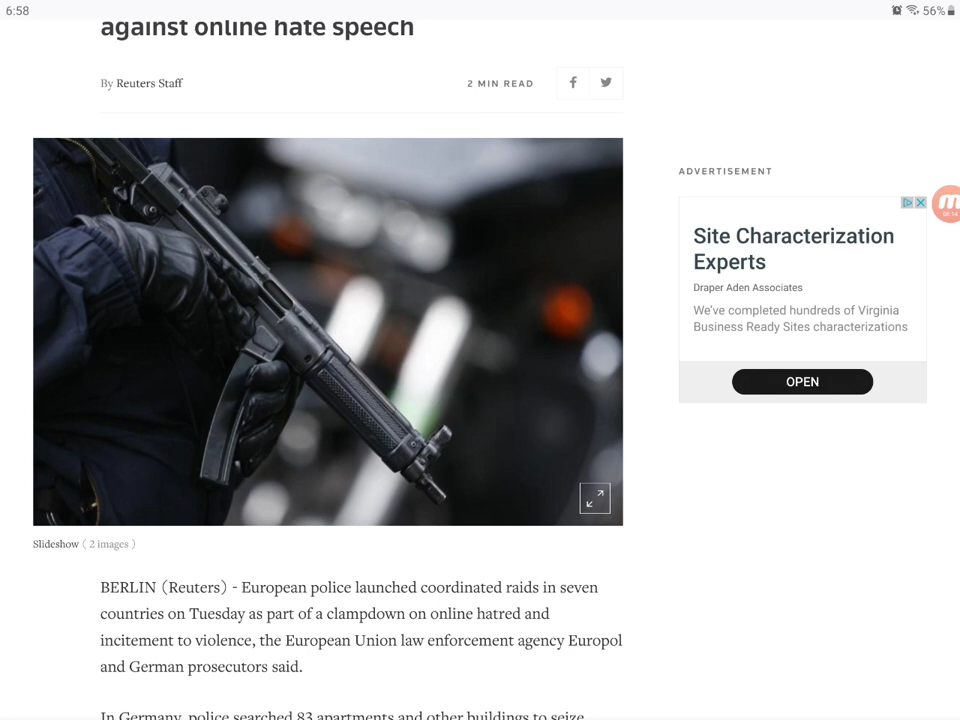 6:58
56%
against online hate speech
By Reuters Staff
2 MIN READ
ADVERTISEMENT
Site Characterization
Experts
Draper Aden Associates
We've completed hundreds of Virginia
Business Ready Sites characterizations
OPEN
06:14
Slideshow ( 2 images )
BERLIN (Reuters) - European police launched coordinated raids in seven
countries on Tuesday as part of a clampdown on online hatred and
incitement to violence, the European Union law enforcement agency Europol
and German prosecutors said.
In Germany, police searched 83 apartments and other buildings to seize